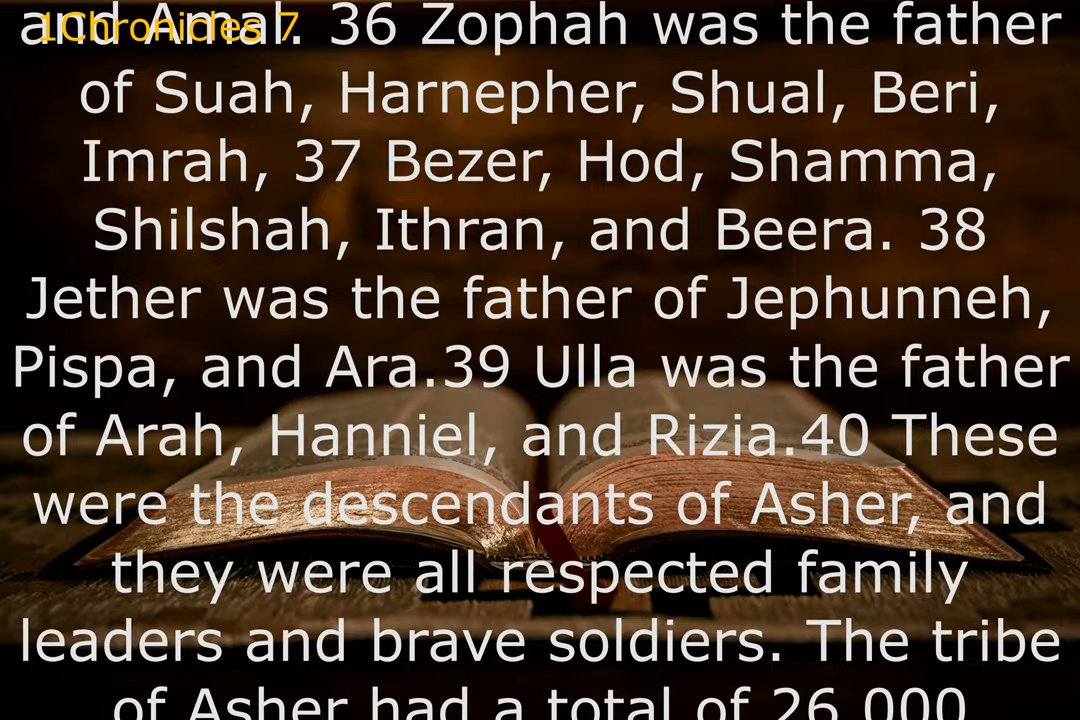 1Chronicles 7
and Amal. 36 Zophah was the father
of Suah, Harnepher, Shual, Beri,
Imrah, 37 Bezer, Hod, Shamma,
Shilshah, Ithran, and Beera. 38
Jether was the father of Jephunneh,
Pispa, and Ara.39 Ulla was the father
of Arah, Hanniel, and Rizia.40 These
were the descendants of Asher, and
they were all respected family
leaders and brave soldiers. The tribe
of Asher had a total of 26,000